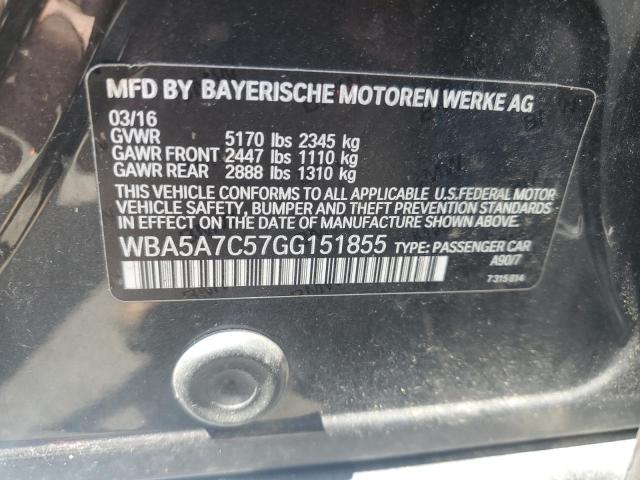 MFD BY BAYERISCHE MOTOREN WERKE AG
03/16
GVWR 5170 lbs 2345 kg
GAWR FRONT 2447 lbs 1110 kg
GAWR REAR 2888 lbs 1310 kg
THIS VEHICLE CONFORMS TO ALL APPLICABLE U.S.FEDERAL MOTOR
VEHICLE SAFETY, BUMPER, AND THEFT PREVENTION STANDARDS
IN EFFECT ON THE DATE OF MANUFACTURE SHOWN ABOVE.
WBA5A7C57GG151855 TYPE: PASSENGER CAR
A90/7
7315814